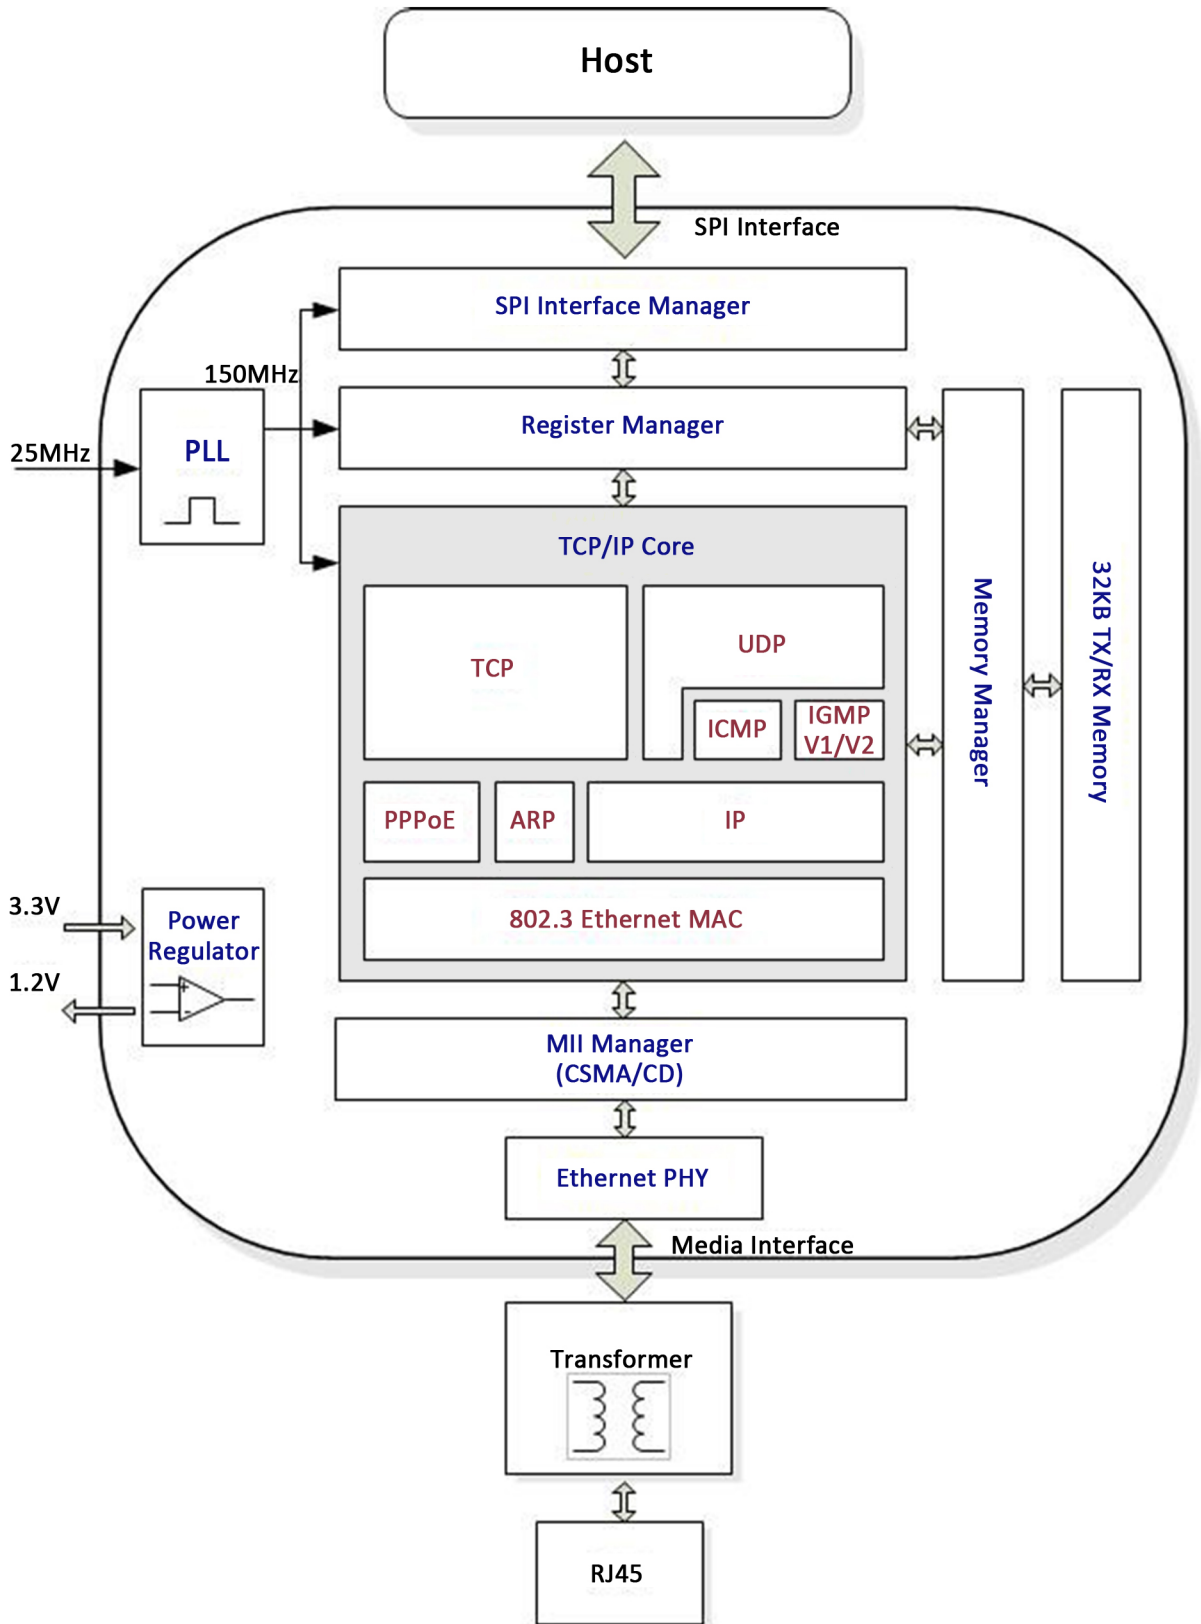 Host
SPI Interface
SPI Interface Manager
150MHz
Register Manager
25MHz
PLL
TCP/IP Core
TCP
UDP
ICMP
IGMP
V1/V2
PPPoE
ARP
IP
802.3 Ethernet MAC
Memory Manager
32KB TX/RX Memory
3.3V
Power
Regulator
1.2V
+
-
MII Manager
(CSMA/CD)
Ethernet PHY
Media Interface
Transformer
RJ45